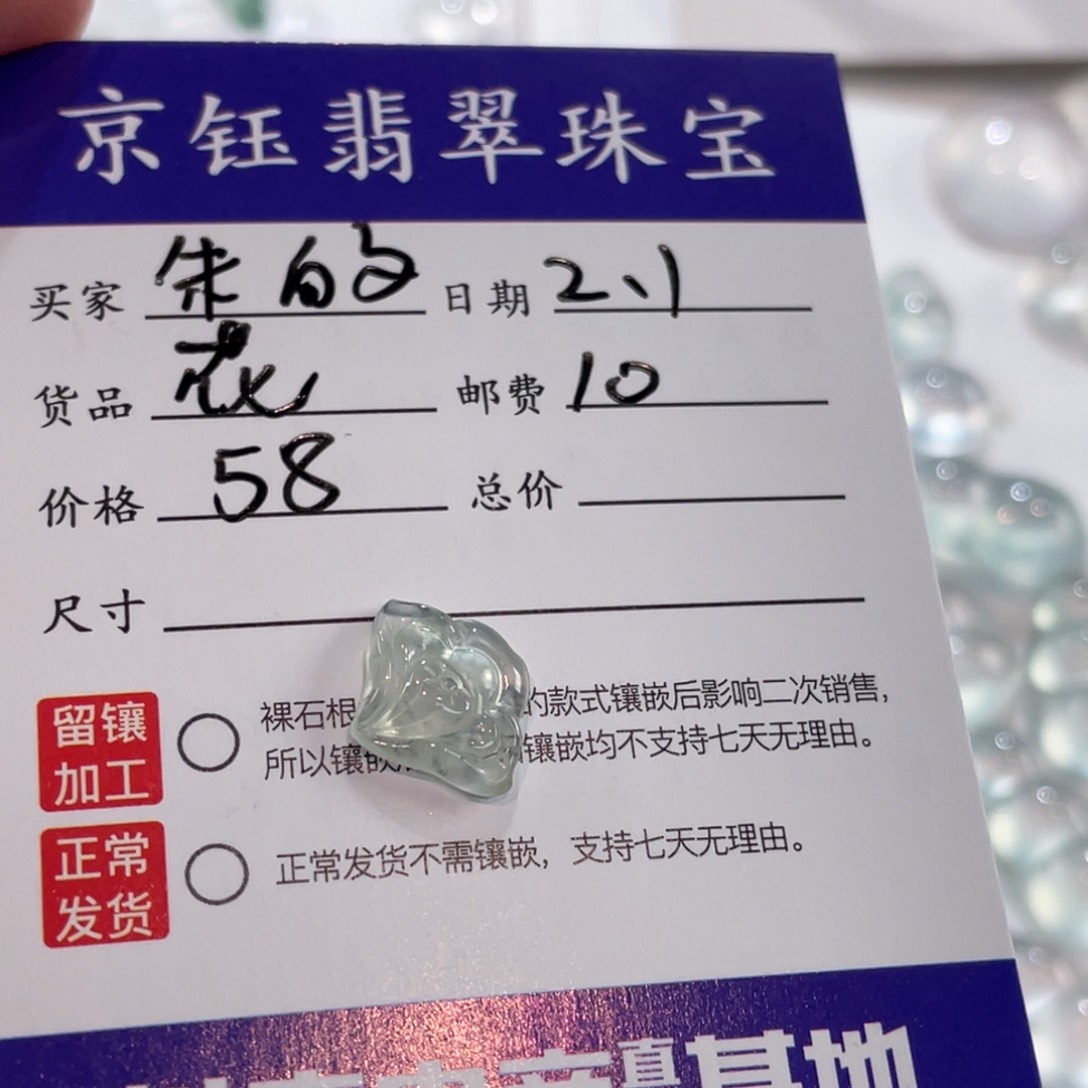 京钰翡翠珠宝
买家 朱 日期 2、1
货品 花 邮费 10
价格 58 总价
尺寸
留镶加工 裸石根 的款式镶嵌后影响二次销售，
所以镶嵌 镶嵌均不支持七天无理由。
正常发货 正常发货不需镶嵌，支持七天无理由。
基地